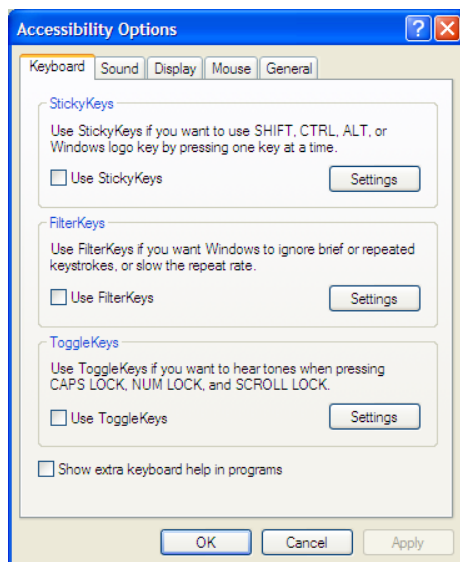 Accessibility Options
Keyboard Sound Display Mouse General
StickyKeys
Use StickyKeys if you want to use SHIFT, CTRL, ALT, or
Windows logo key by pressing one key at a time.
Use StickyKeys Settings
FilterKeys
Use FilterKeys if you want Windows to ignore brief or repeated
keystrokes, or slow the repeat rate.
Use FilterKeys Settings
ToggleKeys
Use ToggleKeys if you want to hear tones when pressing
CAPS LOCK, NUM LOCK, and SCROLL LOCK.
Use ToggleKeys Settings
Show extra keyboard help in programs
OK Cancel Apply